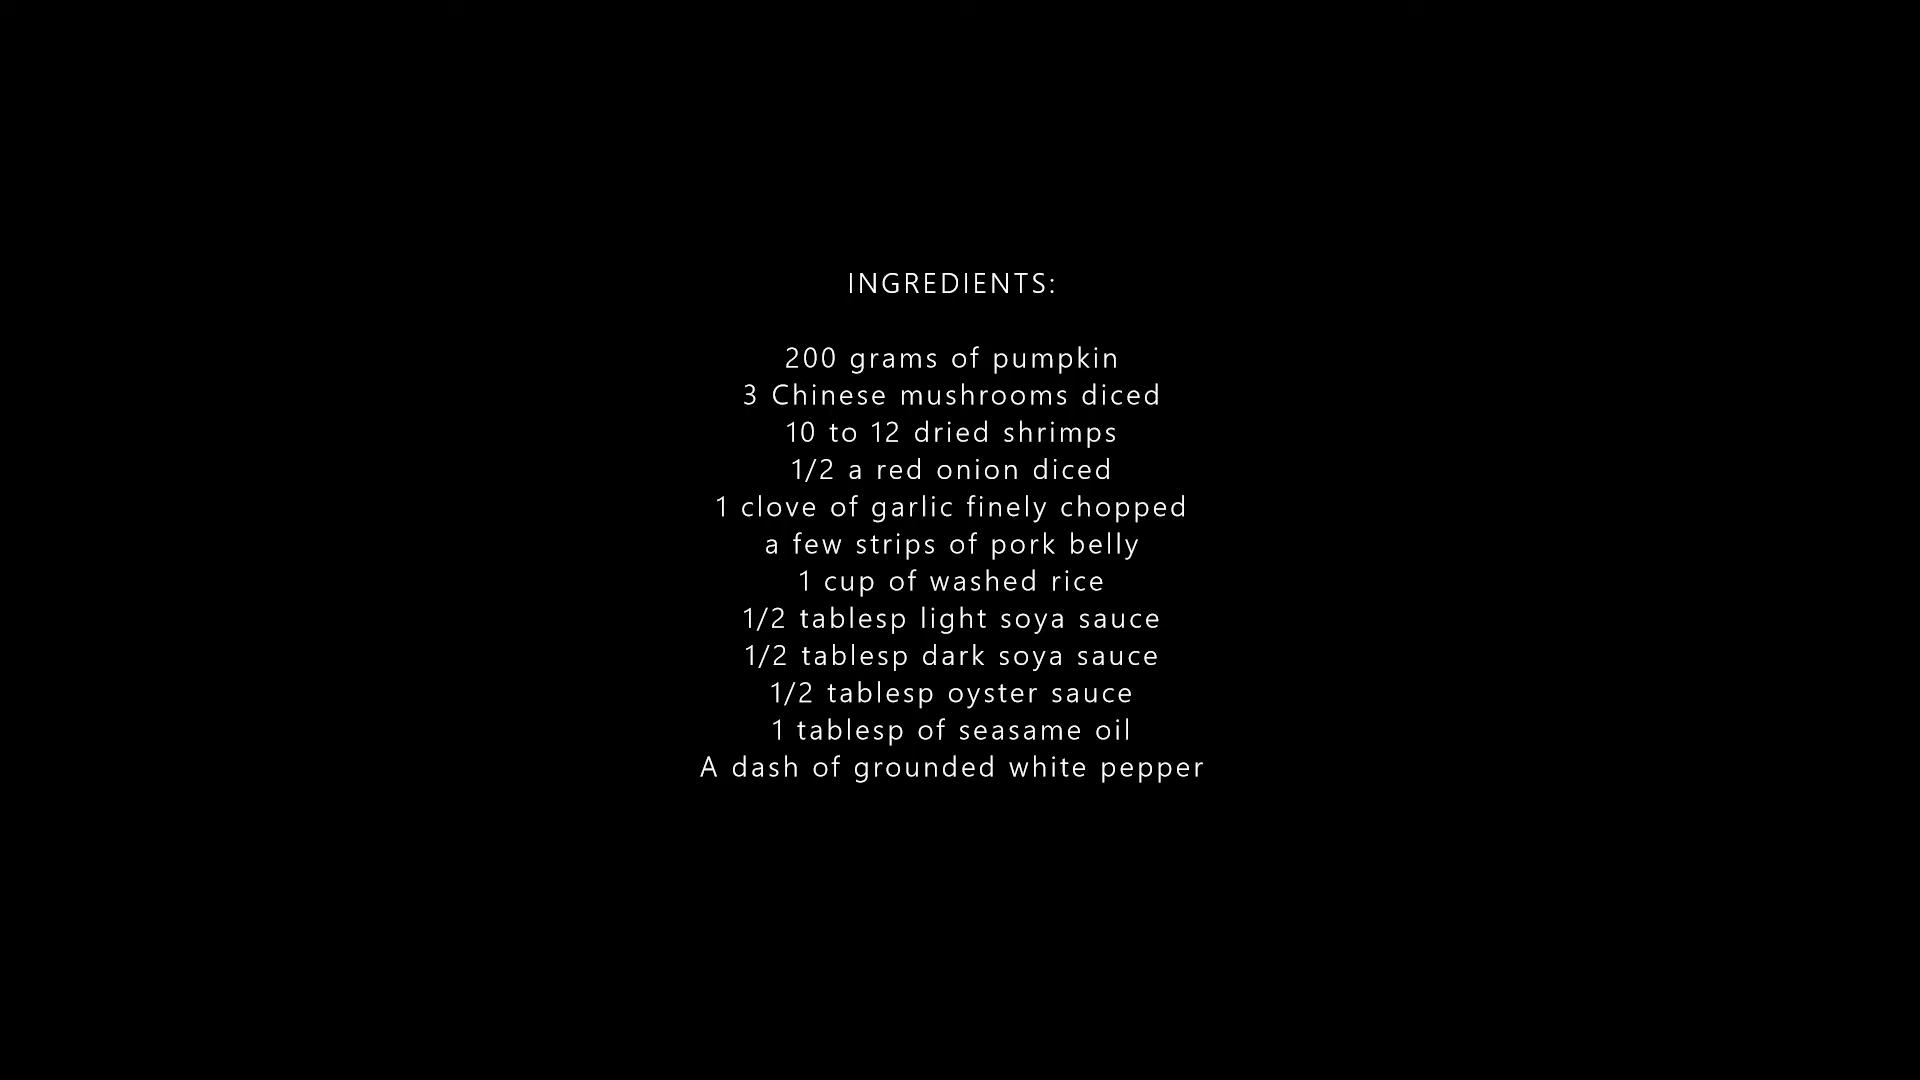 INGREDIENTS:
200 grams of pumpkin
3 Chinese mushrooms diced
10 to 12 dried shrimps
1/2 a red onion diced
1 clove of garlic finely chopped
a few strips of pork belly
1 cup of washed rice
1/2 tablesp light soya sauce
1/2 tablesp dark soya sauce
1/2 tablesp oyster sauce
1 tablesp of seasame oil
A dash of grounded white pepper